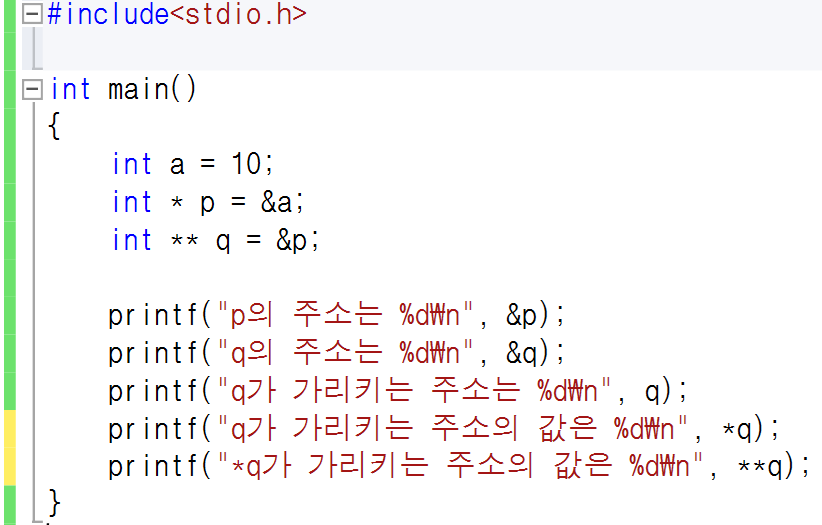 #include<stdio.h>
int main()
{
int a = 10;
int * p = &a;
int ** q = &p;
printf("p의 주소는 %d₩n", &p);
printf("q의 주소는 %d₩n", &q);
printf("q가 가리키는 주소는 %d₩n", q);
printf("q가 가리키는 주소의 값은 %d₩n", *q);
printf("*q가 가리키는 주소의 값은 %d₩n", **q);
}